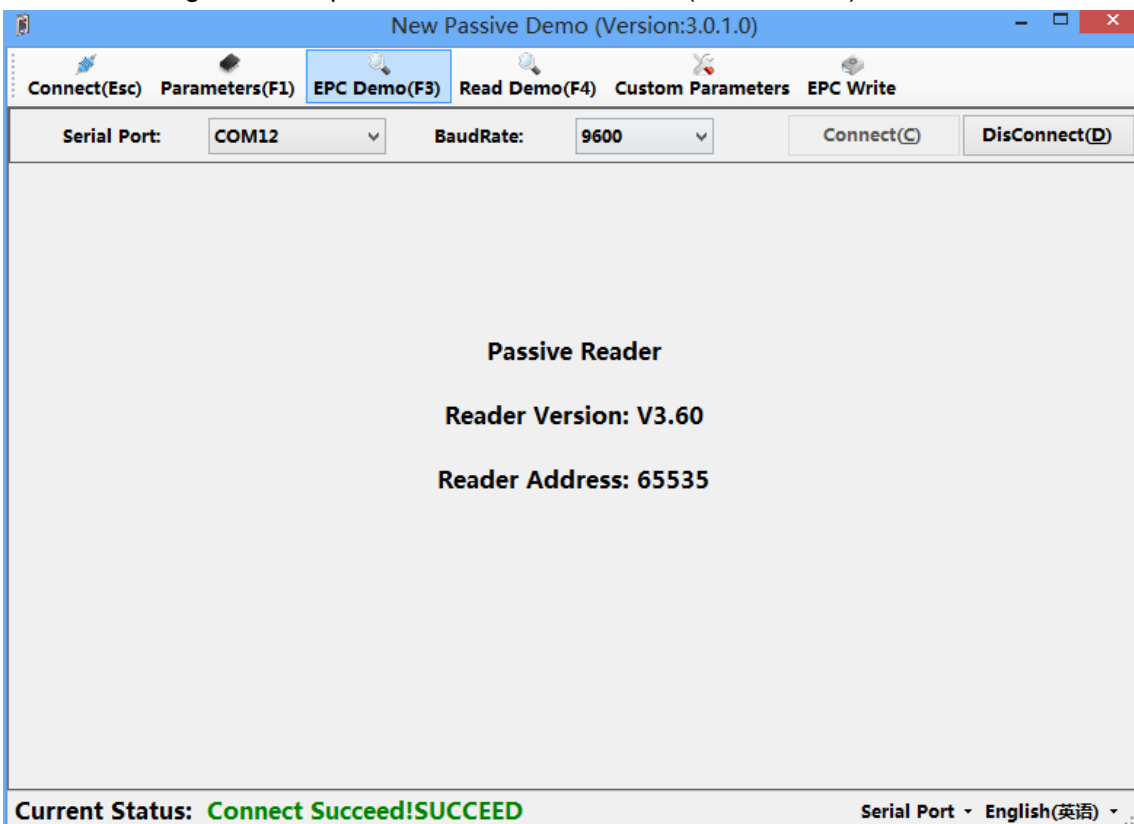 New Passive Demo (Version:3.0.1.0)
Connect(Esc) Parameters(F1) EPC Demo(F3) Read Demo(F4) Custom Parameters EPC Write
Serial Port: COM12 BaudRate: 9600 Connect(C) DisConnect(D)
Passive Reader
Reader Version: V3.60
Reader Address: 65535
Current Status: Connect Succeed!SUCCEED Serial Port English(英语)